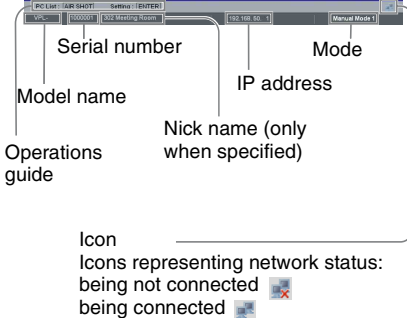 PC List : [AIR SHOT] Setting : [ENTER]
VPL- 1000001 302 Meeting Room 192.168. 50. 1 Manual Mode 1
Serial number
Mode
IP address
Model name
Nick name (only
when specified)
Operations
guide
Icon
Icons representing network status:
being not connected
being connected